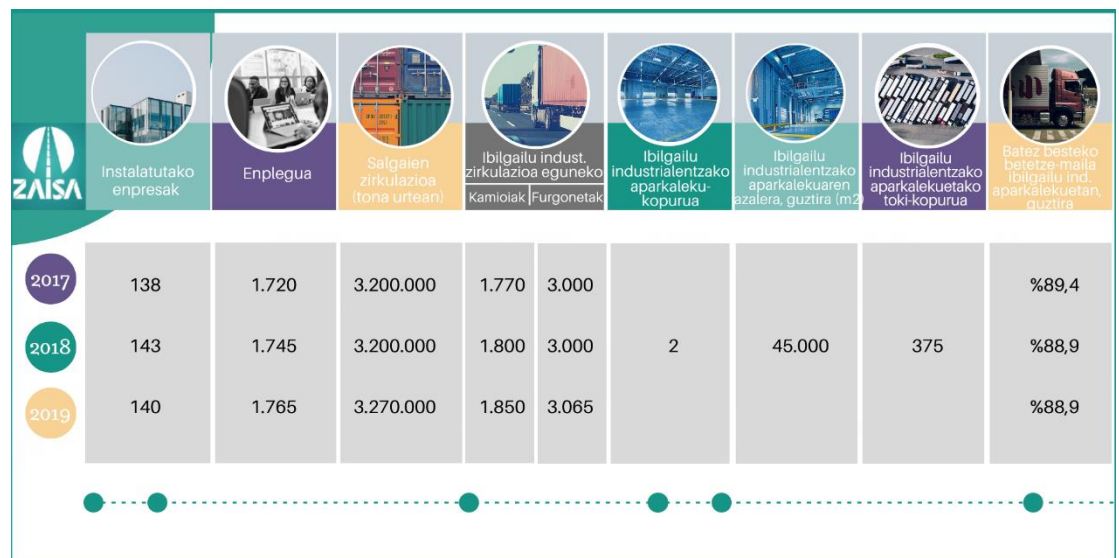 ZAISA
Instalatutako
enpresak
Enplegua
Salgaien
zirkulazioa
(tona urtean)
Ibilgailu indust.
zirkulazioa eguneko
Kamioiak Furgonetak
Ibilgailu
industrialentzako
aparkaleku-
kopurua
Ibilgailu
industrialentzako
aparkalekuaren
azalera, guztira (m2)
Ibilgailu
industrialentzako
aparkalekuetako
toki-kopurua
Batez besteko
betetze-maila
ibilgailu ind.
aparkalekuetan,
guztira
2017 138 1.720 3.200.000 1.770 3.000 %89,4
2018 143 1.745 3.200.000 1.800 3.000 2 45.000 375 %88,9
2019 140 1.765 3.270.000 1.850 3.065 %88,9